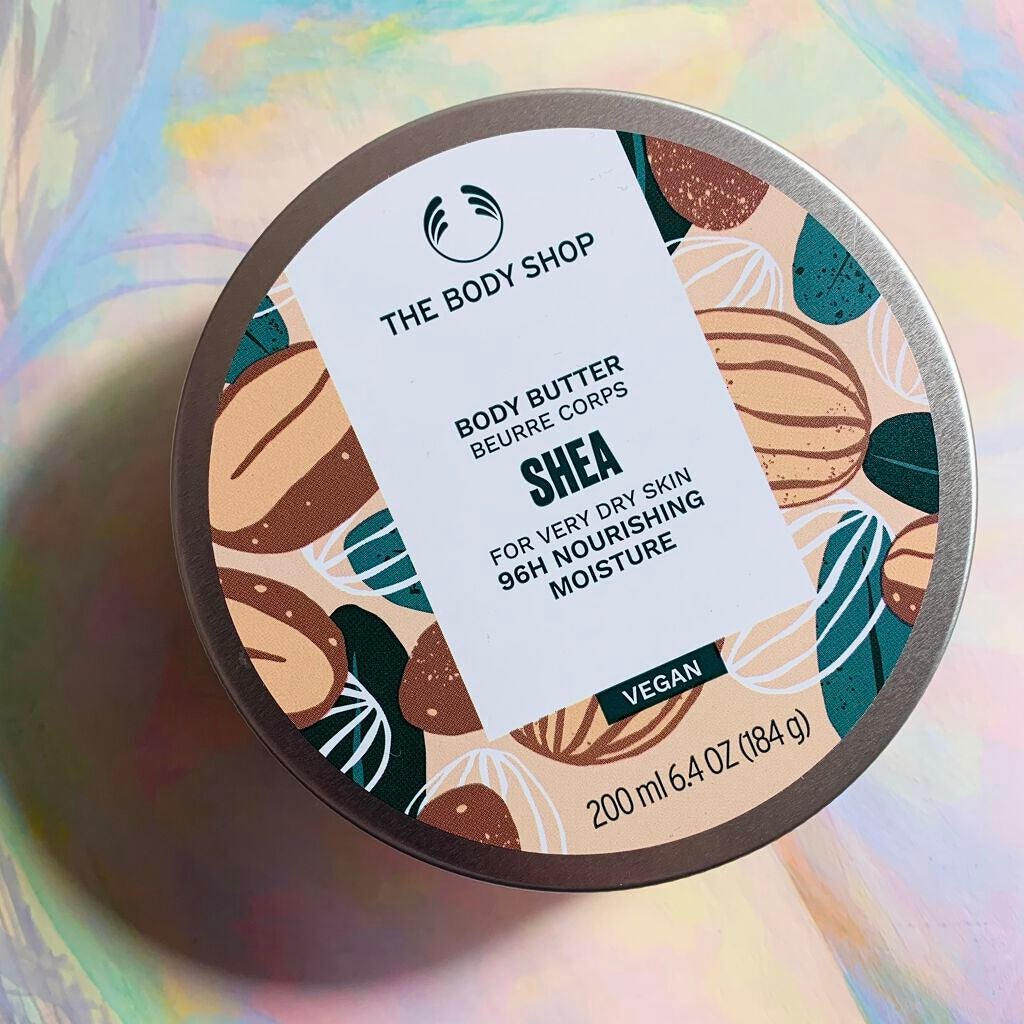 THE BODY SHOP
BODY BUTTER
BEURRE CORPS
SHEA
FOR VERY DRY SKIN
96H NOURISHING
MOISTURE
VEGAN
200 ml 6.4 OZ (184 g)